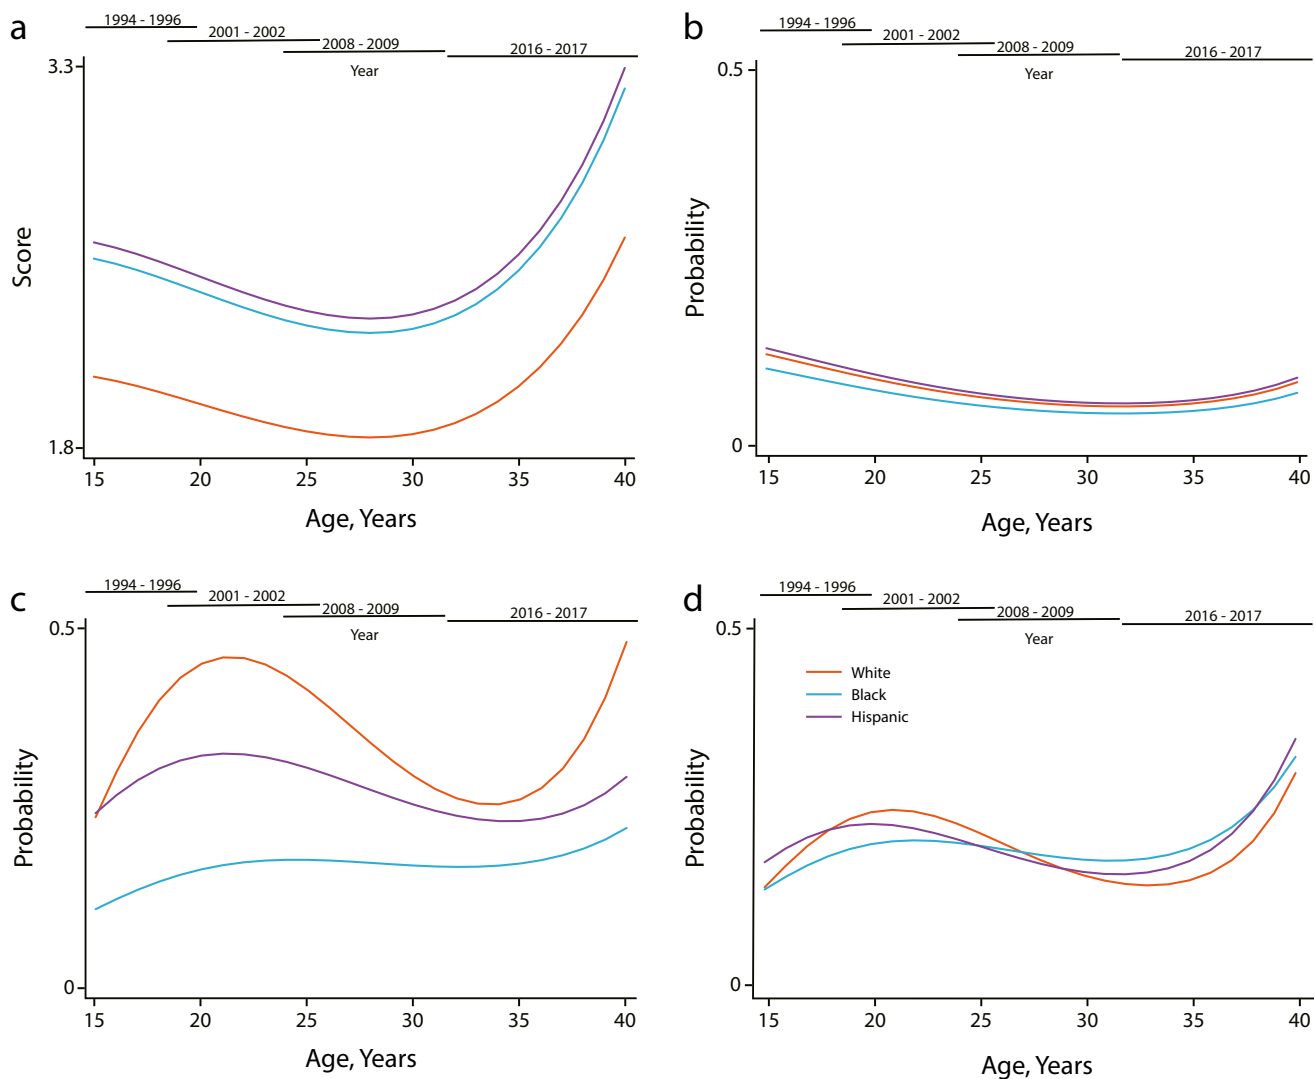 a
1994 - 1996
2001 - 2002
2008 - 2009
2016 - 2017
Year
3.3
Score
1.8
15 20 25 30 35 40
Age, Years
b
1994 - 1996
2001 - 2002
2008 - 2009
2016 - 2017
Year
0.5
Probability
0
15 20 25 30 35 40
Age, Years
c
1994 - 1996
2001 - 2002
2008 - 2009
2016 - 2017
Year
0.5
Probability
0
15 20 25 30 35 40
Age, Years
d
1994 - 1996
2001 - 2002
2008 - 2009
2016 - 2017
Year
0.5
White
Black
Hispanic
Probability
0
15 20 25 30 35 40
Age, Years